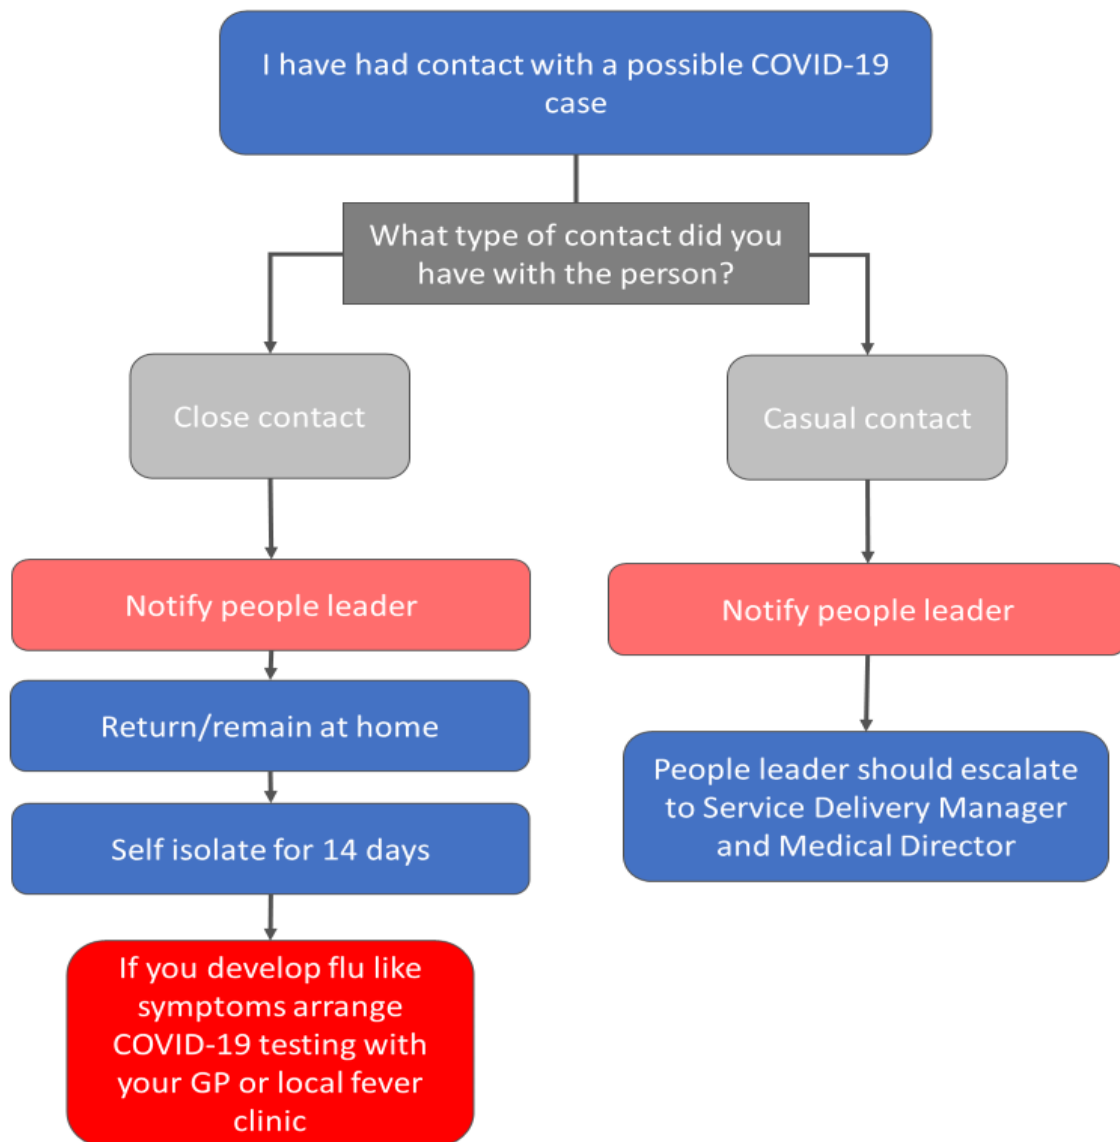 I have had contact with a possible COVID-19
case
What type of contact did you
have with the person?
Close contact
Casual contact
Notify people leader
Notify people leader
Return/remain at home
People leader should escalate
to Service Delivery Manager
and Medical Director
Self isolate for 14 days
If you develop flu like
symptoms arrange
COVID-19 testing with
your GP or local fever
clinic